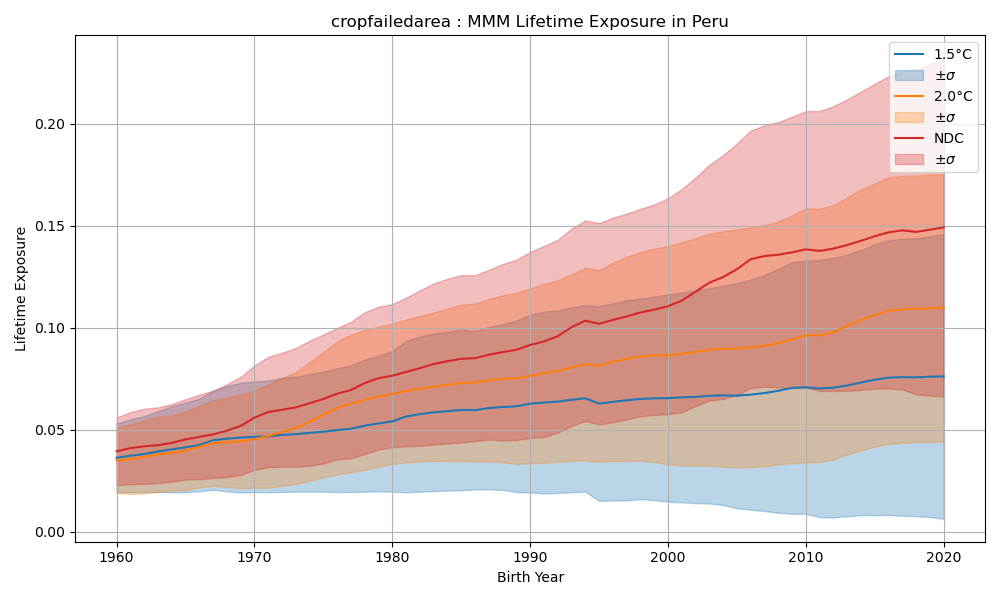 cropfailedarea : MMM Lifetime Exposure in Peru
1.5°C
±σ
2.0°C
±σ
NDC
±σ
Lifetime Exposure
0.20
0.15
0.10
0.05
0.00
1960 1970 1980 1990 2000 2010 2020
Birth Year